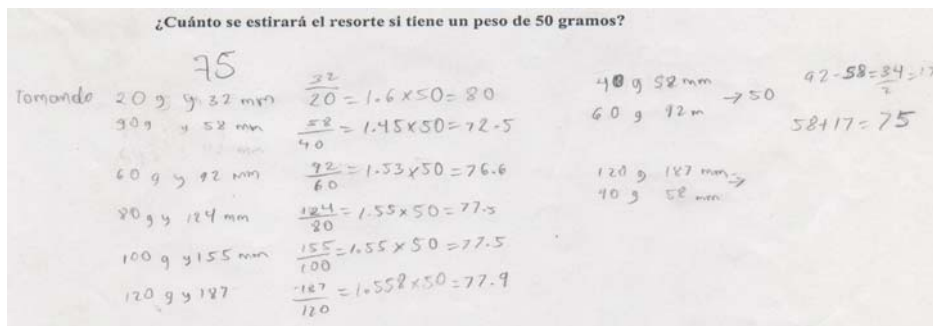 ¿Cuánto se estirará el resorte si tiene un peso de 50 gramos?
75
Tomando 20 g y 32 mm 32/20 = 1.6 x 50 = 80
40 g y 58 mm 58/40 = 1.45 x 50 = 72.5
60 g y 92 mm 92/60 = 1.53 x 50 = 76.6
80 g y 124 mm 124/80 = 1.55 x 50 = 77.5
100 g y 155 mm 155/100 = 1.55 x 50 = 77.5
120 g y 187 187/120 = 1.558 x 50 = 77.9
40 g 58 mm
60 g 92 m
→ 50
120 g 187 mm →
40 g 58 mm
92-58=34/2=17
58+17=75